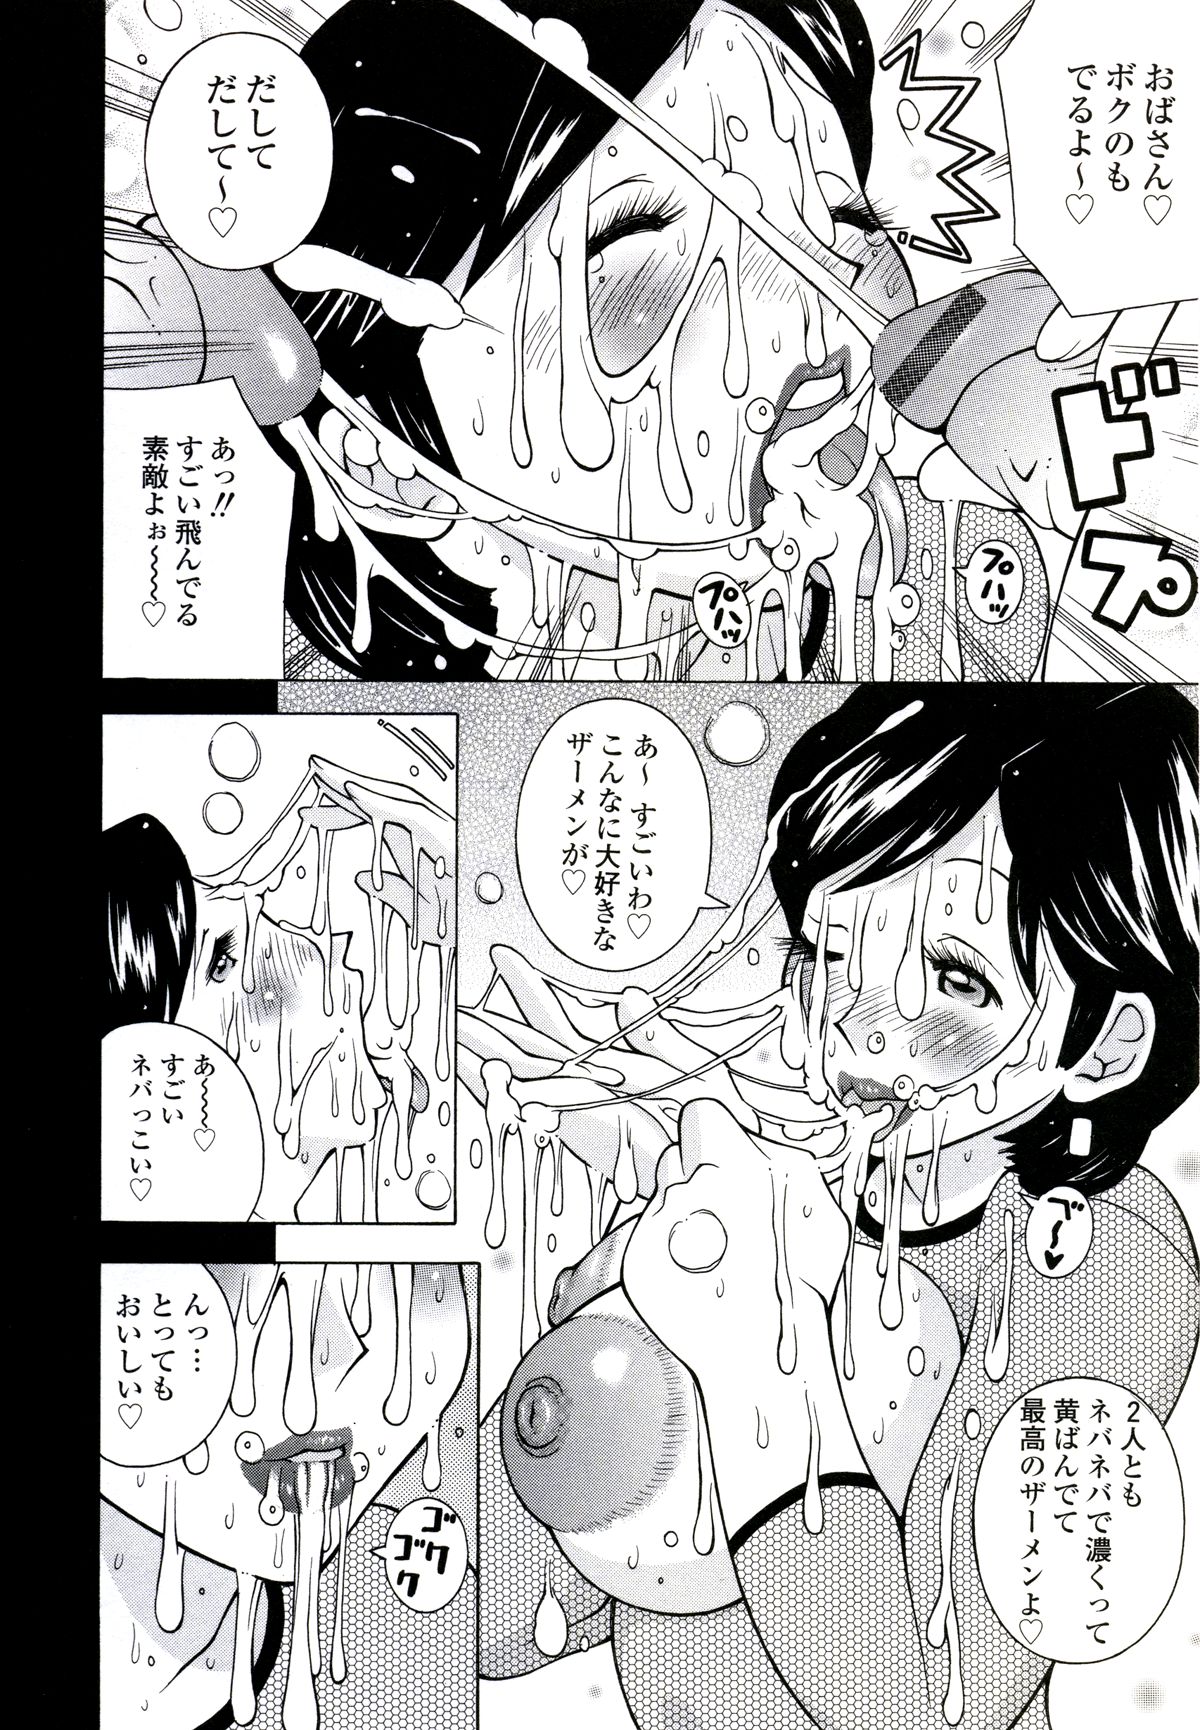 おばさん♡
ボクのも
でるよ～♡
ドプ
だして
だして～♡
プハッ
プハッ
あっ!!
すごい飛んでる
素敵よぉ～～♡
あ～すごいわ♡
こんなに大好きな
ザーメンが♡
べ～♥
2人とも
ネバネバで濃くって
黄ばんでて
最高のザーメンよ♡
あ～～♡
すごい
ネバっこい♡
んっ…
とっても
おいしい♡
ゴク
ゴク